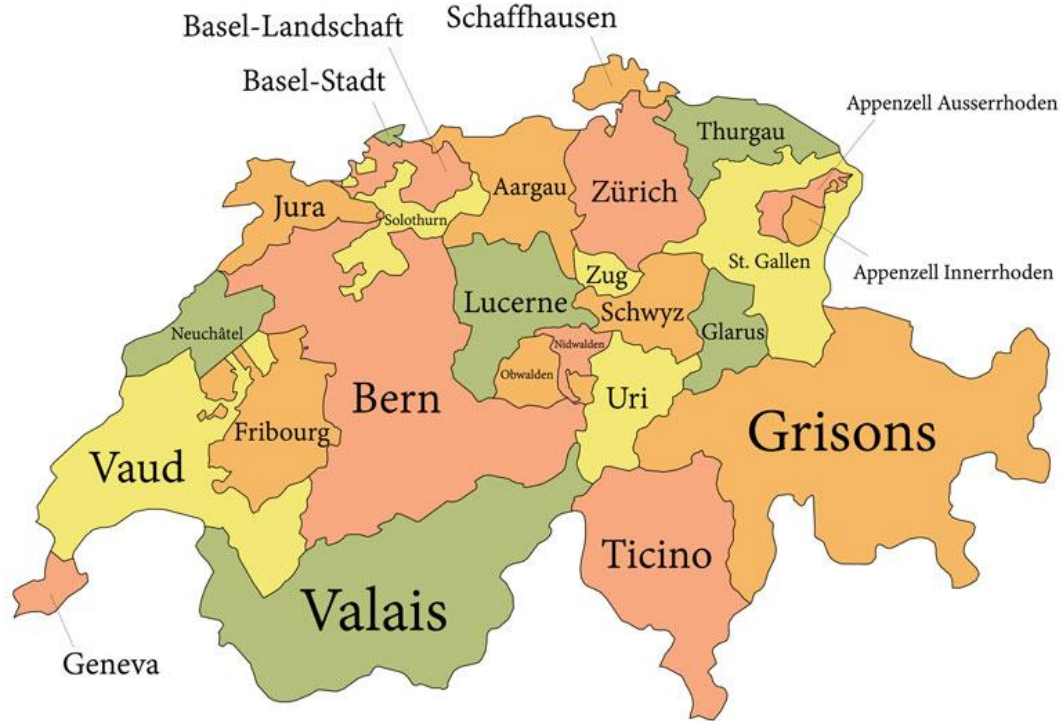 Schaffhausen
Basel-Landschaft
Basel-Stadt
Appenzell Ausserrhoden
Thurgau
Aargau
Zürich
Jura
Solothurn
St. Gallen
Appenzell Innerrhoden
Zug
Lucerne
Schwyz
Neuchâtel
Glarus
Nidwalden
Obwalden
Bern
Uri
Fribourg
Grisons
Vaud
Ticino
Valais
Geneva